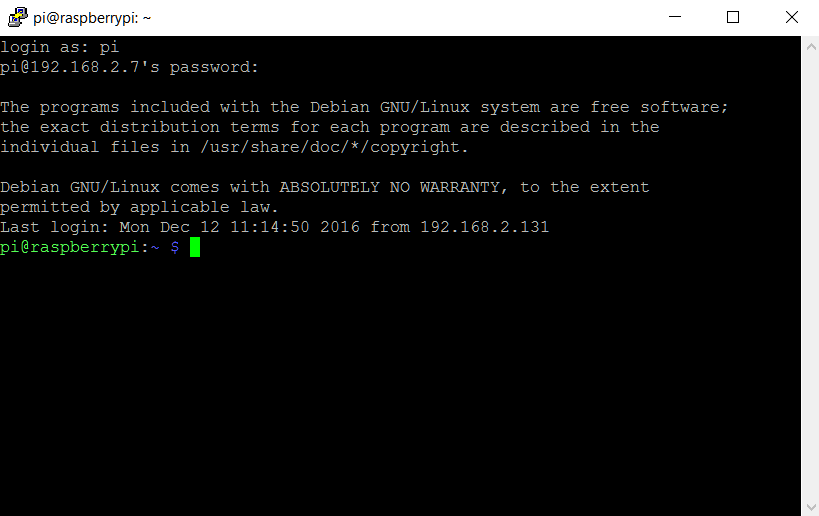 pi@raspberrypi: ~
login as: pi
pi@192.168.2.7's password:
The programs included with the Debian GNU/Linux system are free software;
the exact distribution terms for each program are described in the
individual files in /usr/share/doc/*/copyright.
Debian GNU/Linux comes with ABSOLUTELY NO WARRANTY, to the extent
permitted by applicable law.
Last login: Mon Dec 12 11:14:50 2016 from 192.168.2.131
pi@raspberrypi:~ $